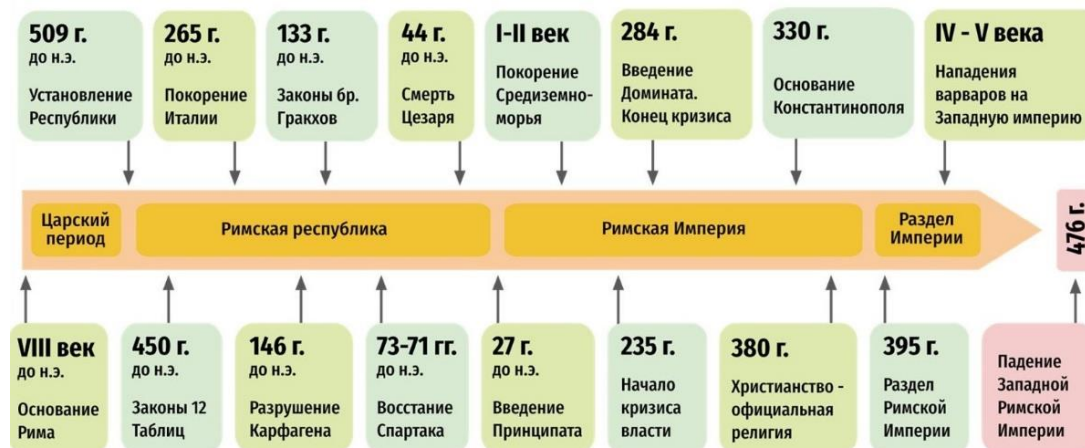 509 г.
до н.э.
Установление
Республики
265 г.
до н.э.
Покорение
Италии
133 г.
до н.э.
Законы бр.
Гракхов
44 г.
до н.э.
Смерть
Цезаря
I-II век
Покорение
Средиземно-
морья
284 г.
Введение
Домината.
Конец кризиса
330 г.
Основание
Константинополя
IV - V века
Нападения
варваров на
Западную империю
Царский
период
Римская республика
Римская Империя
Раздел
Империи
476 г.
VIII век
до н.э.
Основание
Рима
450 г.
до н.э.
Законы 12
Таблиц
146 г.
до н.э.
Разрушение
Карфагена
73-71 гг.
до н.э.
Восстание
Спартака
27 г.
до н.э.
Введение
Принципата
235 г.
Начало
кризиса
власти
380 г.
Христианство -
официальная
религия
395 г.
Раздел
Римской
Империи
Падение
Западной
Римской
Империи